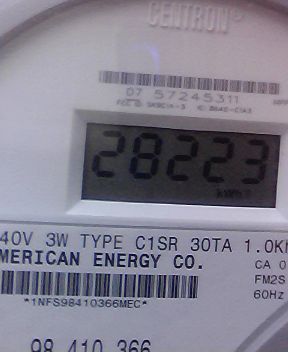 CENTRON®
07 57245311
28223
kWh
40V 3W TYPE C1SR 30TA 1.0K
MERICAN ENERGY CO.
CA 0
FM2S
60Hz
*1NFS98410366MEC*
98 410 366